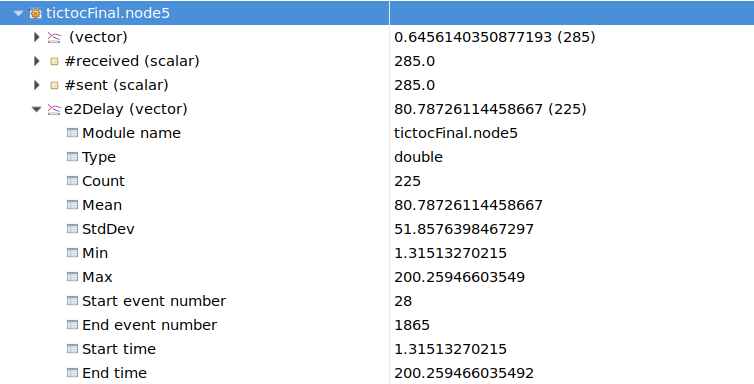 tictocFinal.node5
(vector) 0.6456140350877193 (285)
#received (scalar) 285.0
#sent (scalar) 285.0
e2Delay (vector) 80.78726114458667 (225)
Module name tictocFinal.node5
Type double
Count 225
Mean 80.78726114458667
StdDev 51.8576398467297
Min 1.31513270215
Max 200.25946603549
Start event number 28
End event number 1865
Start time 1.31513270215
End time 200.259466035492